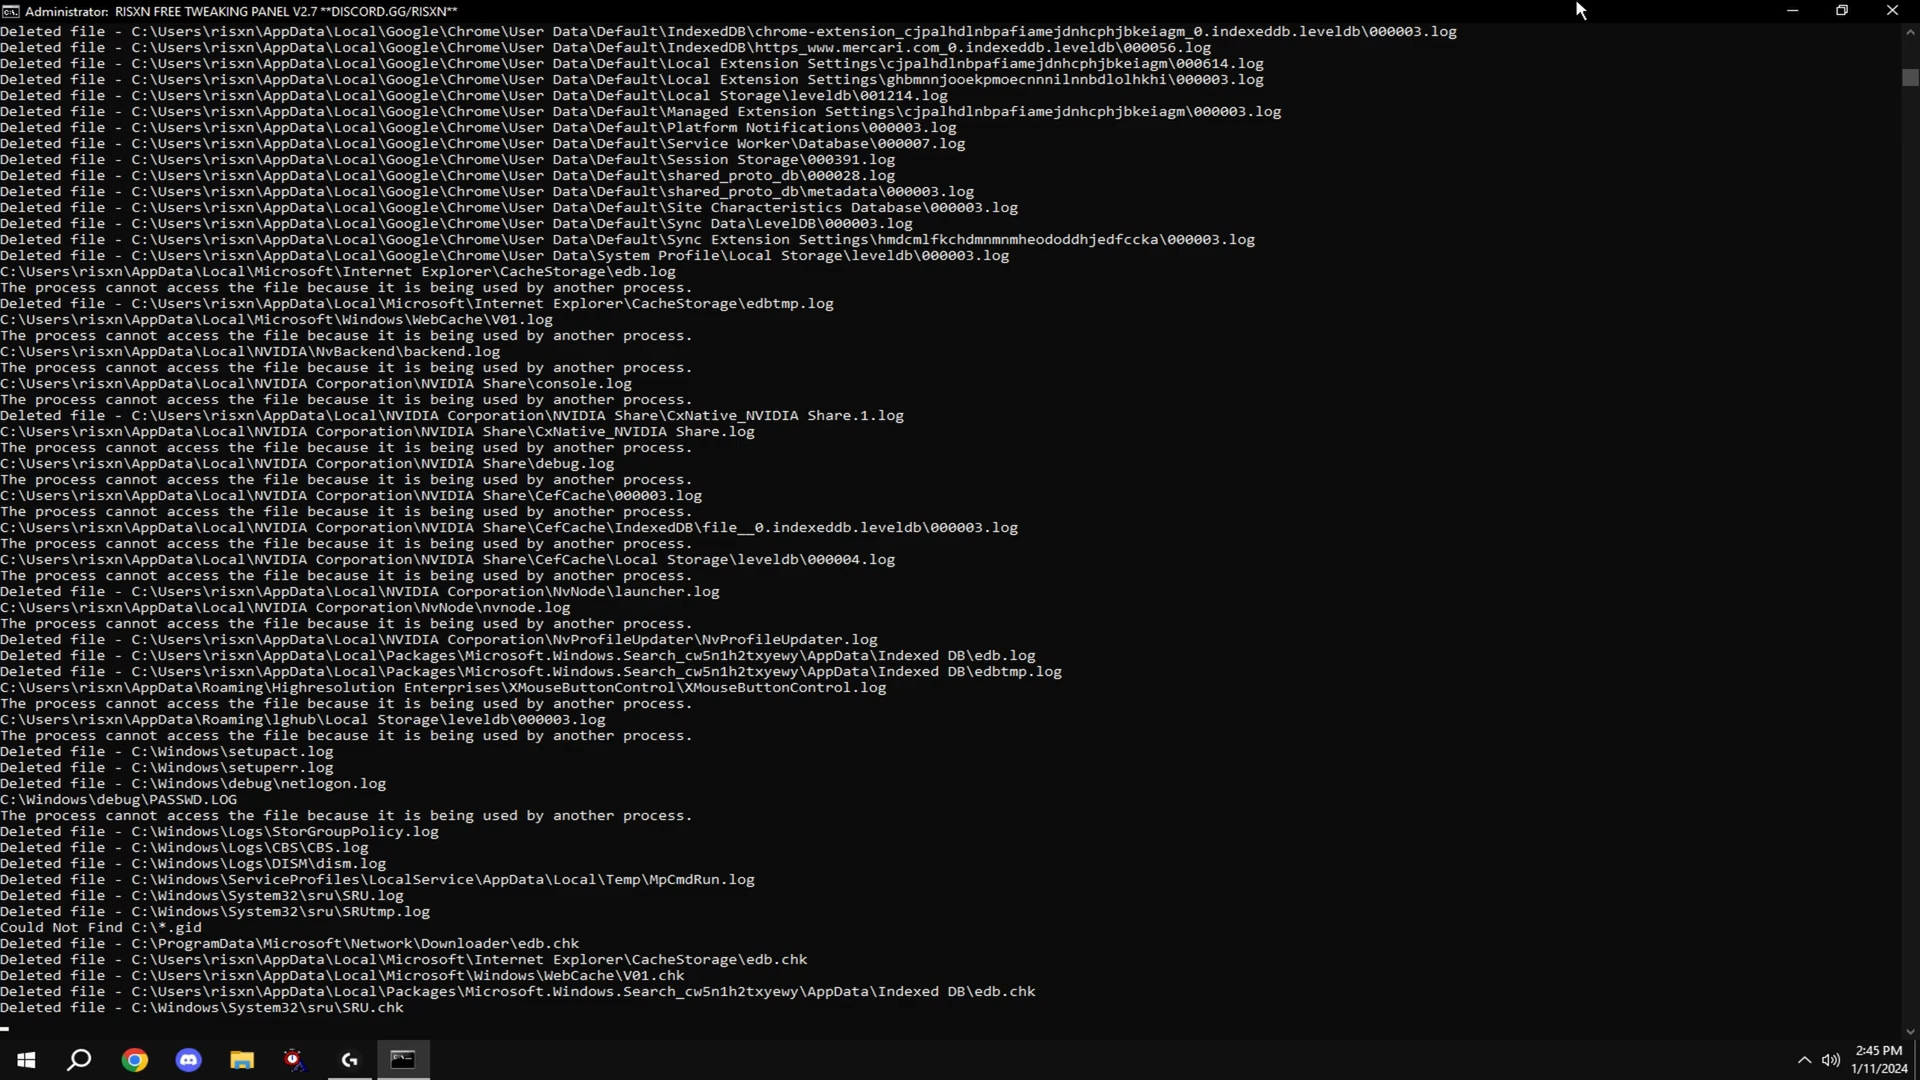 Administrator: RISXN FREE TWEAKING PANEL V2.7 **DISCORD.GG/RISXN**
Deleted file - C:\Users\risxn\AppData\Local\Google\Chrome\User Data\Default\IndexedDB\chrome-extension_cjpalhdlnbpafiamejdnhcphjbkeiagm_0.indexeddb.leveldb\000003.log
Deleted file - C:\Users\risxn\AppData\Local\Google\Chrome\User Data\Default\IndexedDB\https_www.mercari.com_0.indexeddb.leveldb\000056.log
Deleted file - C:\Users\risxn\AppData\Local\Google\Chrome\User Data\Default\Local Extension Settings\cjpalhdlnbpafiamejdnhcphjbkeiagm\000614.log
Deleted file - C:\Users\risxn\AppData\Local\Google\Chrome\User Data\Default\Local Extension Settings\ghbmnnjooekpmoecnnnilnnbdlolhkhi\000003.log
Deleted file - C:\Users\risxn\AppData\Local\Google\Chrome\User Data\Default\Local Storage\leveldb\001214.log
Deleted file - C:\Users\risxn\AppData\Local\Google\Chrome\User Data\Default\Managed Extension Settings\cjpalhdlnbpafiamejdnhcphjbkeiagm\000003.log
Deleted file - C:\Users\risxn\AppData\Local\Google\Chrome\User Data\Default\Platform Notifications\000003.log
Deleted file - C:\Users\risxn\AppData\Local\Google\Chrome\User Data\Default\Service Worker\Database\000007.log
Deleted file - C:\Users\risxn\AppData\Local\Google\Chrome\User Data\Default\Session Storage\000391.log
Deleted file - C:\Users\risxn\AppData\Local\Google\Chrome\User Data\Default\shared_proto_db\000028.log
Deleted file - C:\Users\risxn\AppData\Local\Google\Chrome\User Data\Default\shared_proto_db\metadata\000003.log
Deleted file - C:\Users\risxn\AppData\Local\Google\Chrome\User Data\Default\Site Characteristics Database\000003.log
Deleted file - C:\Users\risxn\AppData\Local\Google\Chrome\User Data\Default\Sync Data\LevelDB\000003.log
Deleted file - C:\Users\risxn\AppData\Local\Google\Chrome\User Data\Default\Sync Extension Settings\hmdcmlfkchdmnmnmheododdhjedfccka\000003.log
Deleted file - C:\Users\risxn\AppData\Local\Google\Chrome\User Data\System Profile\Local Storage\leveldb\000003.log
C:\Users\risxn\AppData\Local\Microsoft\Internet Explorer\CacheStorage\edb.log
The process cannot access the file because it is being used by another process.
Deleted file - C:\Users\risxn\AppData\Local\Microsoft\Internet Explorer\CacheStorage\edbtmp.log
C:\Users\risxn\AppData\Local\Microsoft\Windows\WebCache\V01.log
The process cannot access the file because it is being used by another process.
C:\Users\risxn\AppData\Local\NVIDIA\NvBackend\backend.log
The process cannot access the file because it is being used by another process.
C:\Users\risxn\AppData\Local\NVIDIA Corporation\NVIDIA Share\console.log
The process cannot access the file because it is being used by another process.
Deleted file - C:\Users\risxn\AppData\Local\NVIDIA Corporation\NVIDIA Share\CxNative_NVIDIA Share.1.log
C:\Users\risxn\AppData\Local\NVIDIA Corporation\NVIDIA Share\CxNative_NVIDIA Share.log
The process cannot access the file because it is being used by another process.
C:\Users\risxn\AppData\Local\NVIDIA Corporation\NVIDIA Share\debug.log
The process cannot access the file because it is being used by another process.
C:\Users\risxn\AppData\Local\NVIDIA Corporation\NVIDIA Share\CefCache\000003.log
The process cannot access the file because it is being used by another process.
C:\Users\risxn\AppData\Local\NVIDIA Corporation\NVIDIA Share\CefCache\IndexedDB\file__0.indexeddb.leveldb\000003.log
The process cannot access the file because it is being used by another process.
C:\Users\risxn\AppData\Local\NVIDIA Corporation\NVIDIA Share\CefCache\Local Storage\leveldb\000004.log
The process cannot access the file because it is being used by another process.
Deleted file - C:\Users\risxn\AppData\Local\NVIDIA Corporation\NvNode\launcher.log
C:\Users\risxn\AppData\Local\NVIDIA Corporation\NvNode\nvnode.log
The process cannot access the file because it is being used by another process.
Deleted file - C:\Users\risxn\AppData\Local\NVIDIA Corporation\NvProfileUpdater\NvProfileUpdater.log
Deleted file - C:\Users\risxn\AppData\Local\Packages\Microsoft.Windows.Search_cw5n1h2txyewy\AppData\Indexed DB\edb.log
Deleted file - C:\Users\risxn\AppData\Local\Packages\Microsoft.Windows.Search_cw5n1h2txyewy\AppData\Indexed DB\edbtmp.log
C:\Users\risxn\AppData\Roaming\Highresolution Enterprises\XMouseButtonControl\XMouseButtonControl.log
The process cannot access the file because it is being used by another process.
C:\Users\risxn\AppData\Roaming\lghub\Local Storage\leveldb\000003.log
The process cannot access the file because it is being used by another process.
Deleted file - C:\Windows\setupact.log
Deleted file - C:\Windows\setuperr.log
Deleted file - C:\Windows\debug\netlogon.log
C:\Windows\debug\PASSWD.LOG
The process cannot access the file because it is being used by another process.
Deleted file - C:\Windows\Logs\StorGroupPolicy.log
Deleted file - C:\Windows\Logs\CBS\CBS.log
Deleted file - C:\Windows\Logs\DISM\dism.log
Deleted file - C:\Windows\ServiceProfiles\LocalService\AppData\Local\Temp\MpCmdRun.log
Deleted file - C:\Windows\System32\sru\SRU.log
Deleted file - C:\Windows\System32\sru\SRUtmp.log
Could Not Find C:\*.gid
Deleted file - C:\ProgramData\Microsoft\Network\Downloader\edb.chk
Deleted file - C:\Users\risxn\AppData\Local\Microsoft\Internet Explorer\CacheStorage\edb.chk
Deleted file - C:\Users\risxn\AppData\Local\Microsoft\Windows\WebCache\V01.chk
Deleted file - C:\Users\risxn\AppData\Local\Packages\Microsoft.Windows.Search_cw5n1h2txyewy\AppData\Indexed DB\edb.chk
Deleted file - C:\Windows\System32\sru\SRU.chk
2:45 PM
1/11/2024